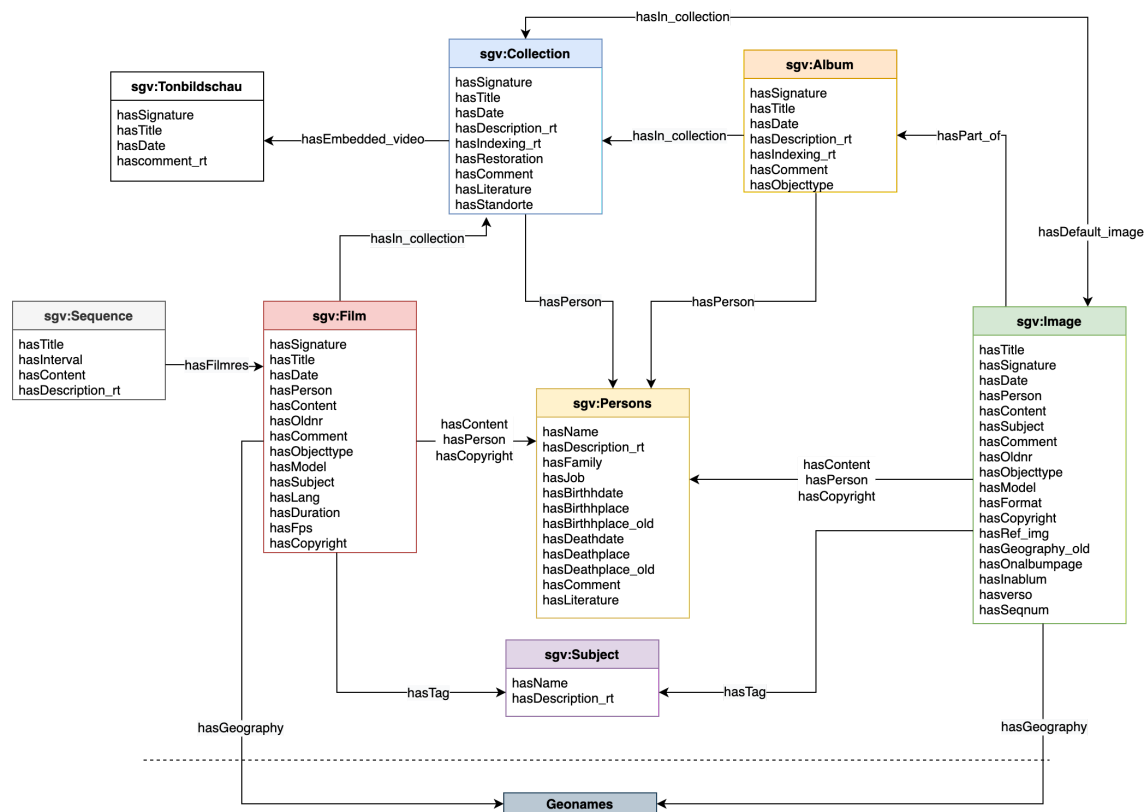 hasIn_collection
sgv:Collection
hasSignature
hasTitle
hasDate
hasDescription_rt
hasIndexing_rt
hasRestoration
hasComment
hasLiterature
hasStandorte
sgv:Album
hasSignature
hasTitle
hasDate
hasDescription_rt
hasIndexing_rt
hasComment
hasObjecttype
sgv:Tonbildschau
hasSignature
hasTitle
hasDate
hascomment_rt
hasEmbedded_video
hasIn_collection
hasPart_of
hasDefault_image
hasIn_collection
hasPerson
hasPerson
sgv:Sequence
hasTitle
hasInterval
hasContent
hasDescription_rt
hasFilmres
sgv:Film
hasSignature
hasTitle
hasDate
hasPerson
hasContent
hasOldnr
hasComment
hasObjecttype
hasModel
hasSubject
hasLang
hasDuration
hasFps
hasCopyright
hasContent
hasPerson
hasCopyright
sgv:Persons
hasName
hasDescription_rt
hasFamily
hasJob
hasBirthhdate
hasBirthhplace
hasBirthhplace_old
hasDeathdate
hasDeathplace
hasDeathplace_old
hasComment
hasLiterature
hasContent
hasPerson
hasCopyright
sgv:Image
hasTitle
hasSignature
hasDate
hasPerson
hasContent
hasSubject
hasComment
hasOldnr
hasObjecttype
hasModel
hasFormat
hasCopyright
hasRef_img
hasGeography_old
hasOnalbumpage
hasInablum
hasverso
hasSeqnum
sgv:Subject
hasName
hasDescription_rt
hasTag
hasTag
hasGeography
hasGeography
Geonames